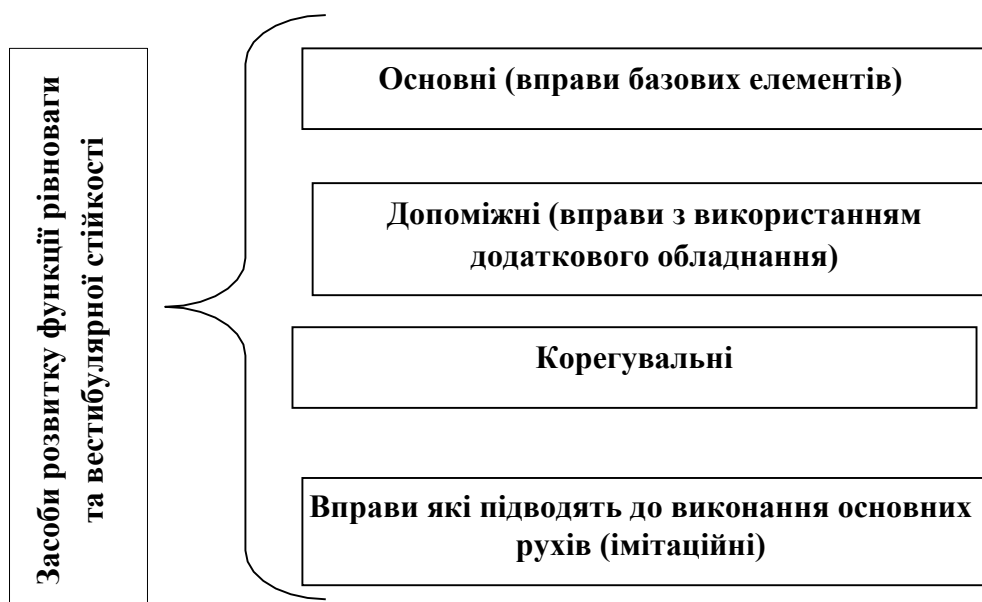 Засоби розвитку функції рівноваги
та вестибулярної стійкості
Основні (вправи базових елементів)
Допоміжні (вправи з використанням
додаткового обладнання)
Корегувальні
Вправи які підводять до виконання основних
рухів (імітаційні)